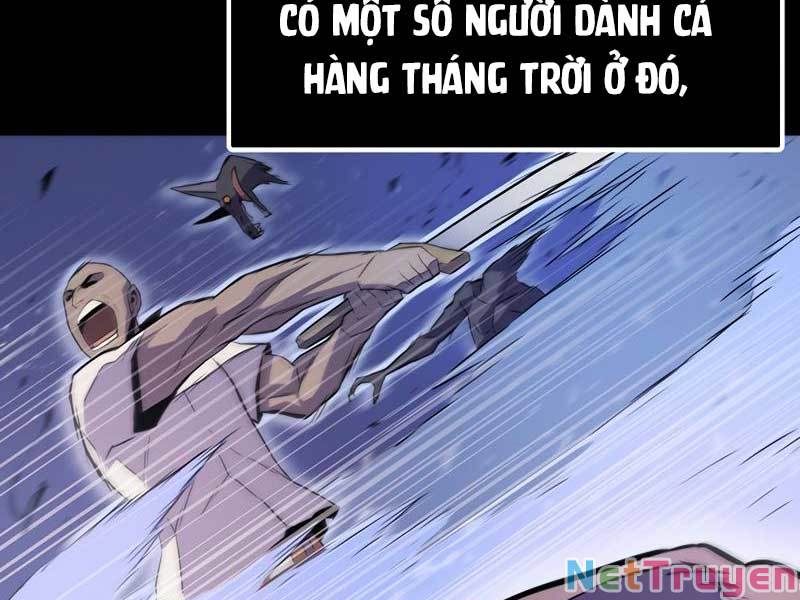 CÓ MỘT SỐ NGƯỜI DÀNH CẢ
HÀNG THÁNG TRỜI Ở ĐÓ,
NetTruyen